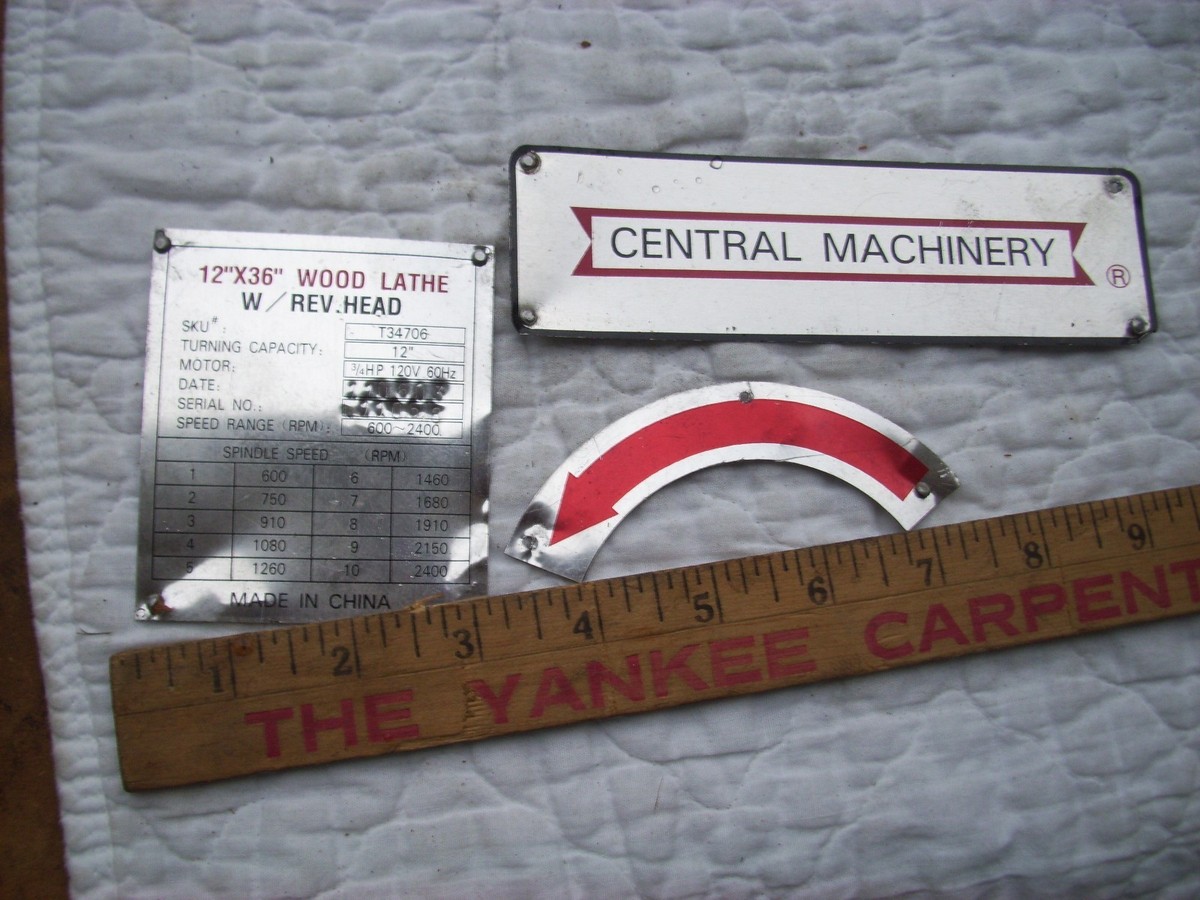 CENTRAL MACHINERY
®
12"X36" WOOD LATHE
W/REV.HEAD
SKU#: T34706
TURNING CAPACITY: 12"
MOTOR: 3/4HP 120V 60Hz
DATE:
SERIAL NO.:
SPEED RANGE (RPM): 600~2400
SPINDLE SPEED (RPM)
1 600 6 1460
2 750 7 1680
3 910 8 1910
4 1080 9 2150
5 1260 10 2400
MADE IN CHINA
1 2 3 4 5 6 7 8 9
THE YANKEE CARPENT